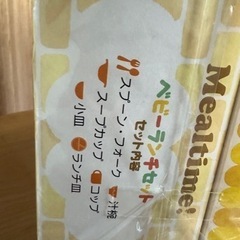 Mealtime!
ベビーランチセット
セット内容
スプーン・フォーク 汁椀
スープカップ コップ
小皿 ランチ皿